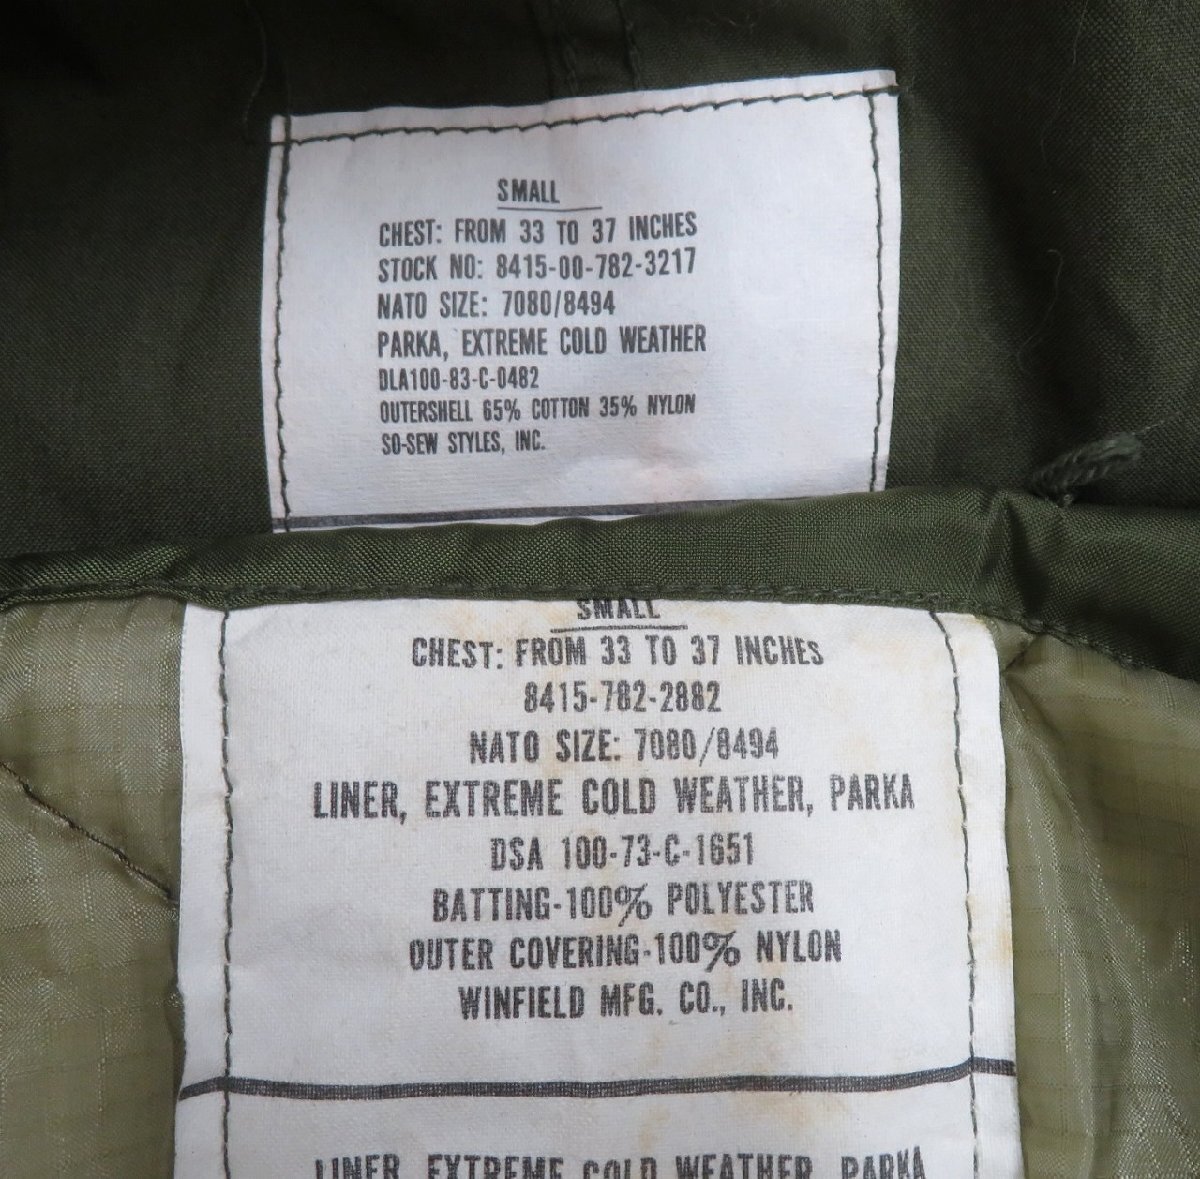 SMALL
CHEST: FROM 33 TO 37 INCHES
STOCK NO: 8415-00-782-3217
NATO SIZE: 7080/8494
PARKA, EXTREME COLD WEATHER
DLA100-83-C-0482
OUTERSHELL 65% COTTON 35% NYLON
SO-SEW STYLES, INC.
SMALL
CHEST: FROM 33 TO 37 INCHES
8415-782-2882
NATO SIZE: 7080/8494
LINER, EXTREME COLD WEATHER, PARKA
DSA 100-73-C-1651
BATTING-100% POLYESTER
OUTER COVERING-100% NYLON
WINFIELD MFG. CO., INC.
LINER, EXTREME COLD WEATHER, PARKA